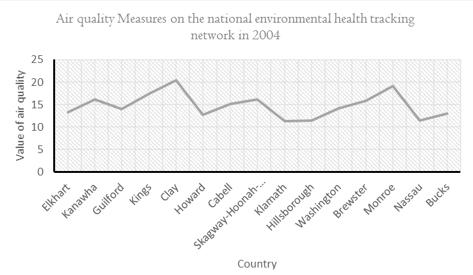 Air quality Measures on the national environmental health tracking
network in 2004
Value of air quality
25
20
15
10
5
0
Elkhart
Kanawha
Guilford
Kings
Clay
Howard
Cabell
Skagway-Hoonah-...
Klamath
Hillsborough
Washington
Brewster
Monroe
Nassau
Bucks
Country